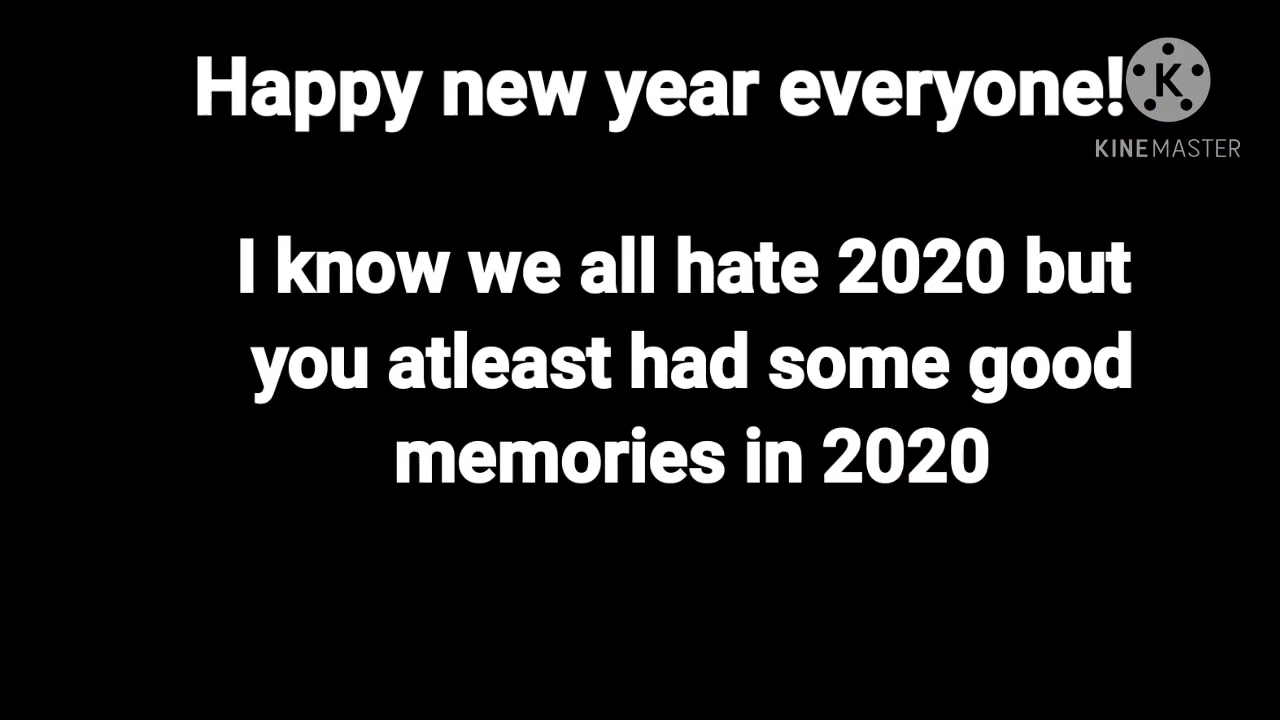 Happy new year everyone!
K
KINEMASTER
I know we all hate 2020 but
you atleast had some good
memories in 2020